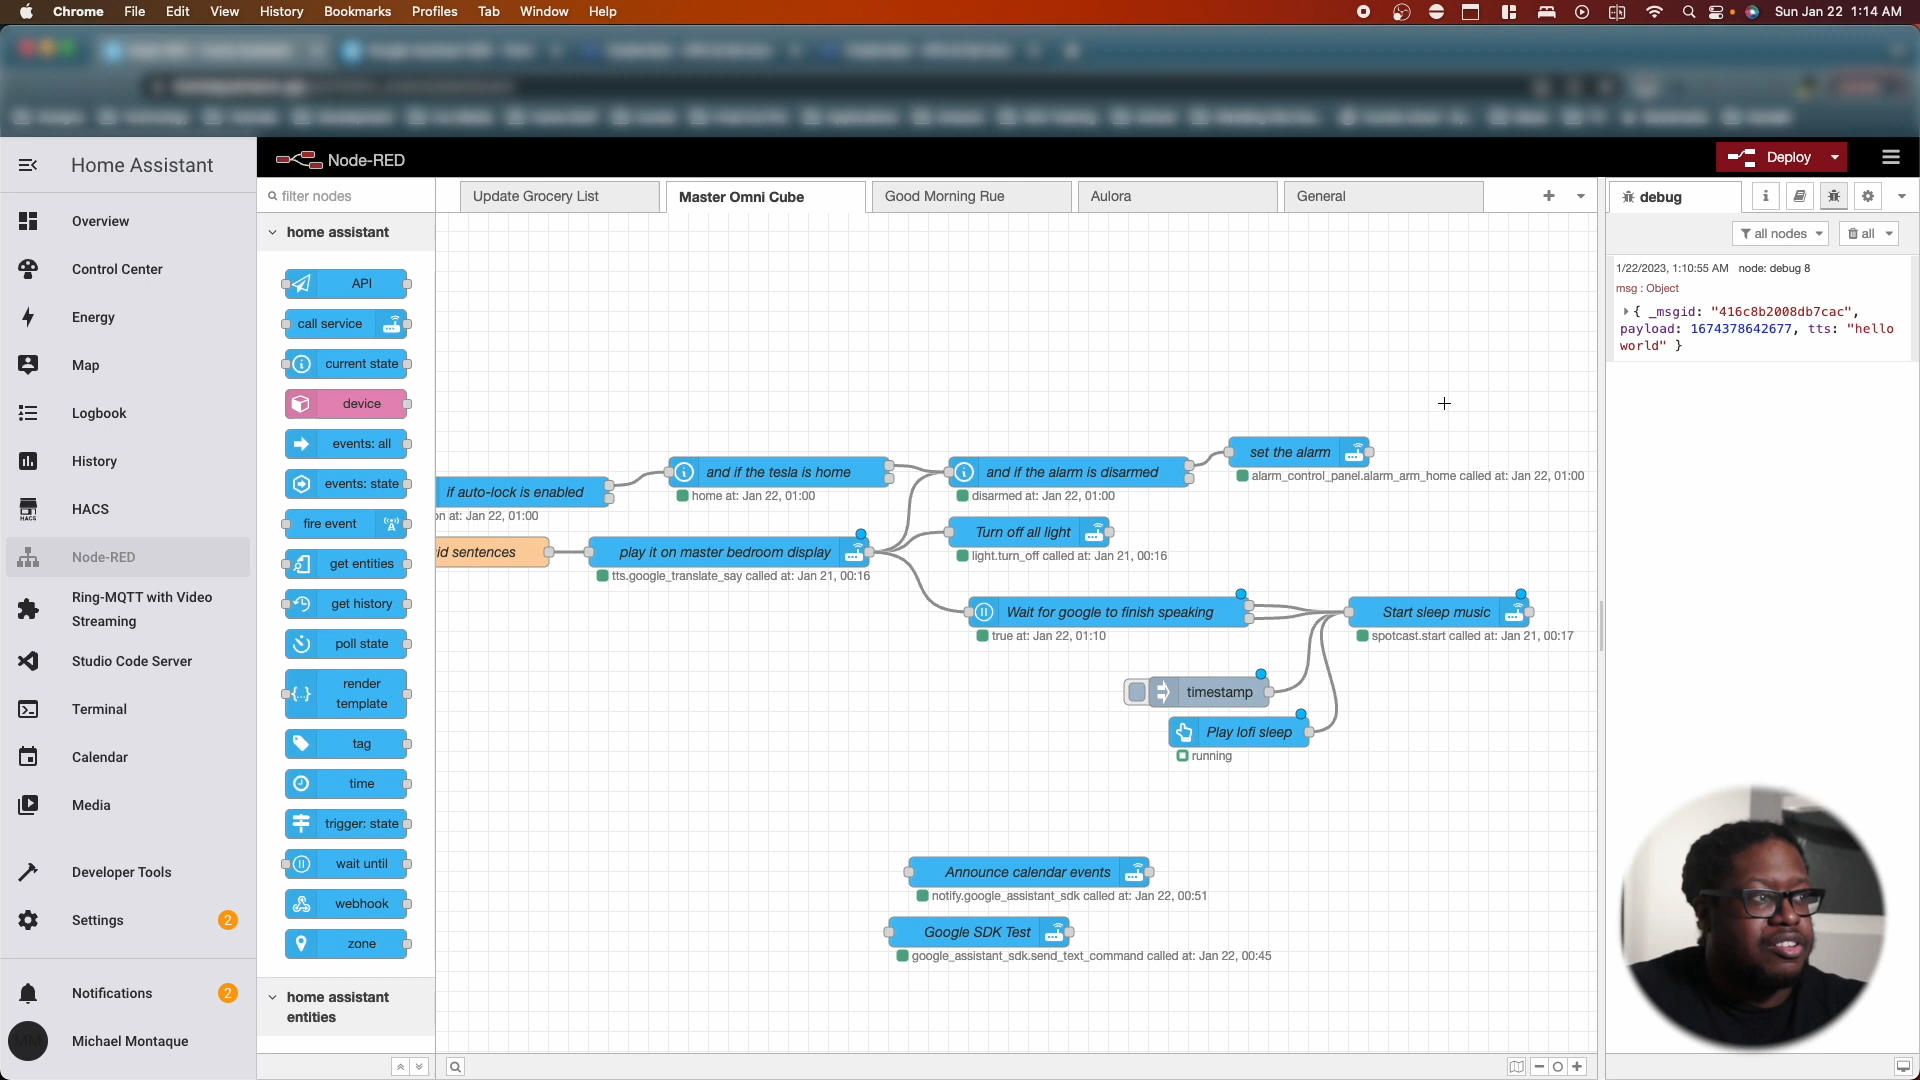 Chrome File Edit View History Bookmarks Profiles Tab Window Help
Sun Jan 22 1:14 AM
Home Assistant
Overview
Control Center
Energy
Map
Logbook
History
HACS
HACS
Node-RED
Ring-MQTT with Video
Streaming
Studio Code Server
Terminal
Calendar
Media
Developer Tools
Settings 2
Notifications 2
MM Michael Montaque
Node-RED
Deploy
filter nodes
home assistant
API
call service
current state
device
events: all
events: state
fire event
get entities
get history
poll state
render
template
tag
time
trigger: state
wait until
webhook
zone
home assistant
entities
Update Grocery List
Master Omni Cube
Good Morning Rue
Aulora
General
if auto-lock is enabled
on at: Jan 22, 01:00
and if the tesla is home
home at: Jan 22, 01:00
and if the alarm is disarmed
disarmed at: Jan 22, 01:00
set the alarm
alarm_control_panel.alarm_arm_home called at: Jan 22, 01:00
id sentences
play it on master bedroom display
tts.google_translate_say called at: Jan 21, 00:16
Turn off all light
light.turn_off called at: Jan 21, 00:16
Wait for google to finish speaking
true at: Jan 22, 01:10
Start sleep music
spotcast.start called at: Jan 21, 00:17
timestamp
Play lofi sleep
running
Announce calendar events
notify.google_assistant_sdk called at: Jan 22, 00:51
Google SDK Test
google_assistant_sdk.send_text_command called at: Jan 22, 00:45
debug
all nodes
all
1/22/2023, 1:10:55 AM node: debug 8
msg : Object
{ _msgid: "416c8b2008db7cac",
payload: 1674378642677, tts: "hello
world" }